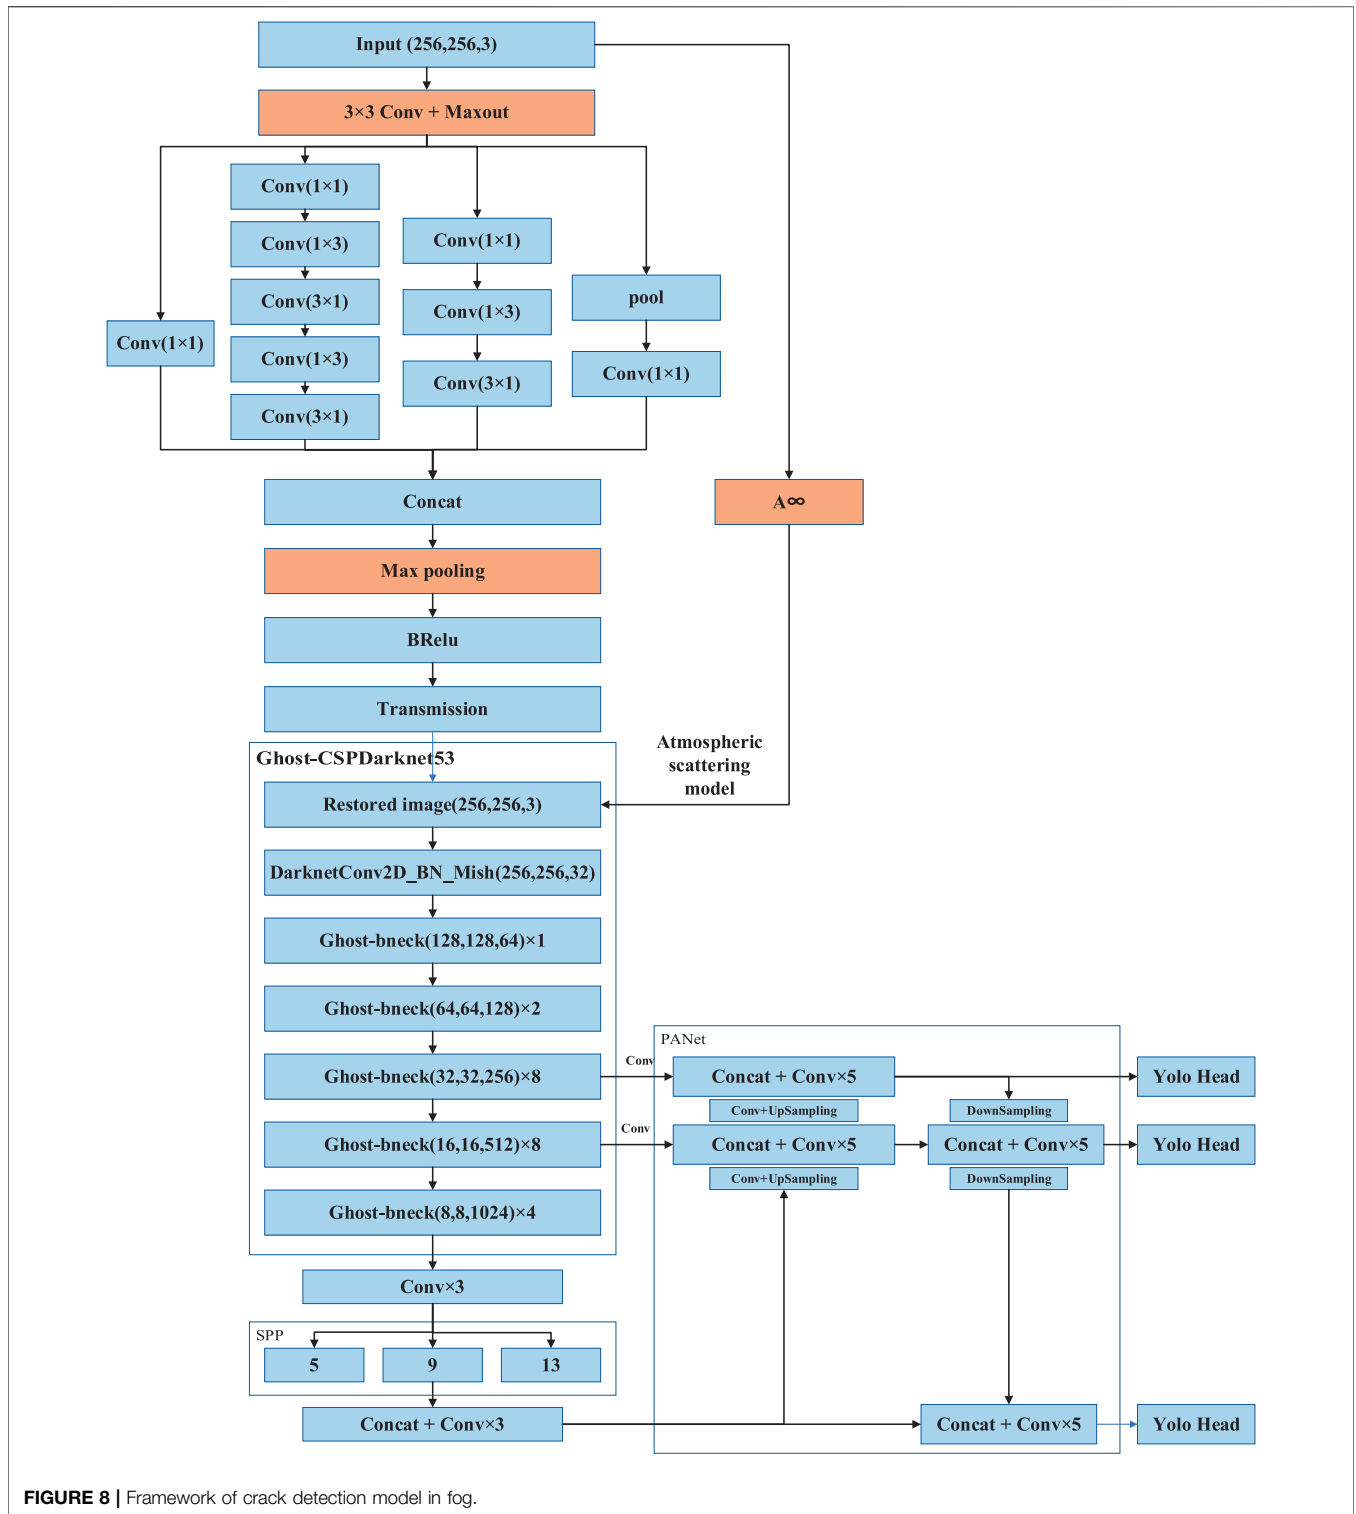 Input (256,256,3)
3×3 Conv + Maxout
Conv(1×1)
Conv(1×3)
Conv(3×1)
Conv(1×3)
Conv(3×1)
Conv(1×1)
Conv(1×1)
Conv(1×3)
Conv(3×1)
pool
Conv(1×1)
Concat
A∞
Max pooling
BRelu
Transmission
Atmospheric
scattering
model
Ghost-CSPDarknet53
Restored image(256,256,3)
DarknetConv2D_BN_Mish(256,256,32)
Ghost-bneck(128,128,64)×1
Ghost-bneck(64,64,128)×2
Ghost-bneck(32,32,256)×8
Ghost-bneck(16,16,512)×8
Ghost-bneck(8,8,1024)×4
Conv
Conv
PANet
Concat + Conv×5
Yolo Head
Conv+UpSampling
DownSampling
Concat + Conv×5
Concat + Conv×5
Yolo Head
Conv+UpSampling
DownSampling
Conv×3
SPP
5
9
13
Concat + Conv×3
Concat + Conv×5
Yolo Head
FIGURE 8 | Framework of crack detection model in fog.